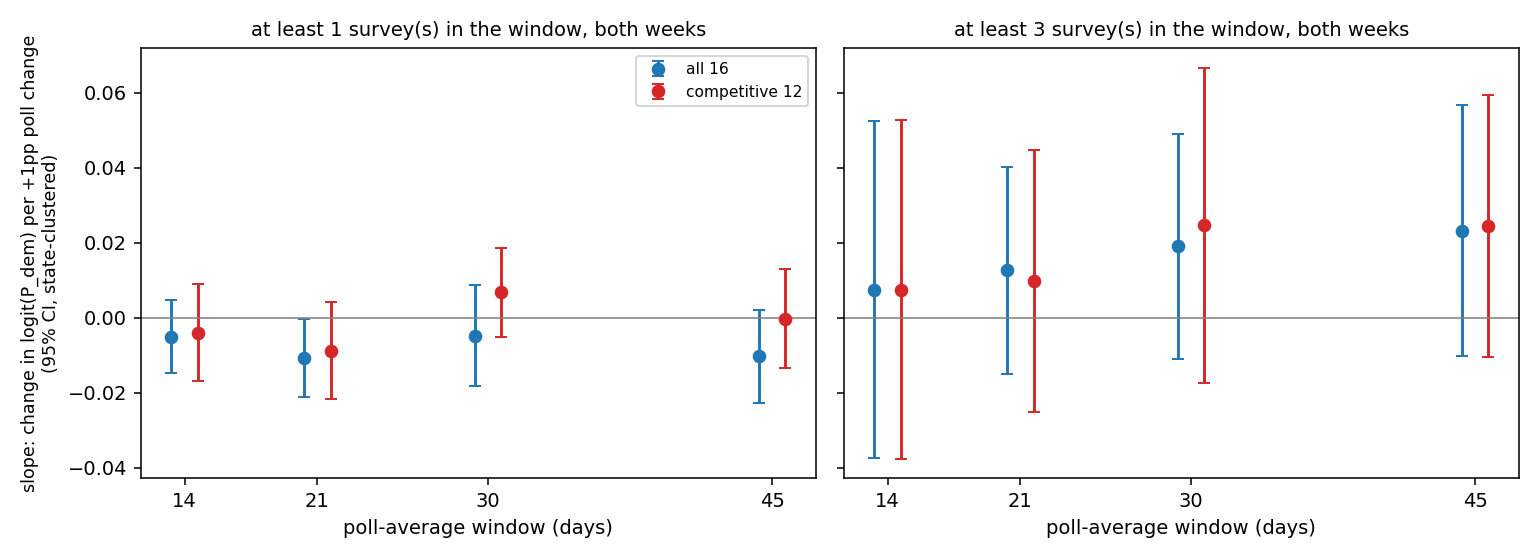 at least 1 survey(s) in the window, both weeks
at least 3 survey(s) in the window, both weeks
slope: change in logit(P_dem) per +1pp poll change
(95% CI, state-clustered)
all 16
competitive 12
0.06
0.04
0.02
0.00
−0.02
−0.04
14
21
30
45
14
21
30
45
poll-average window (days)
poll-average window (days)